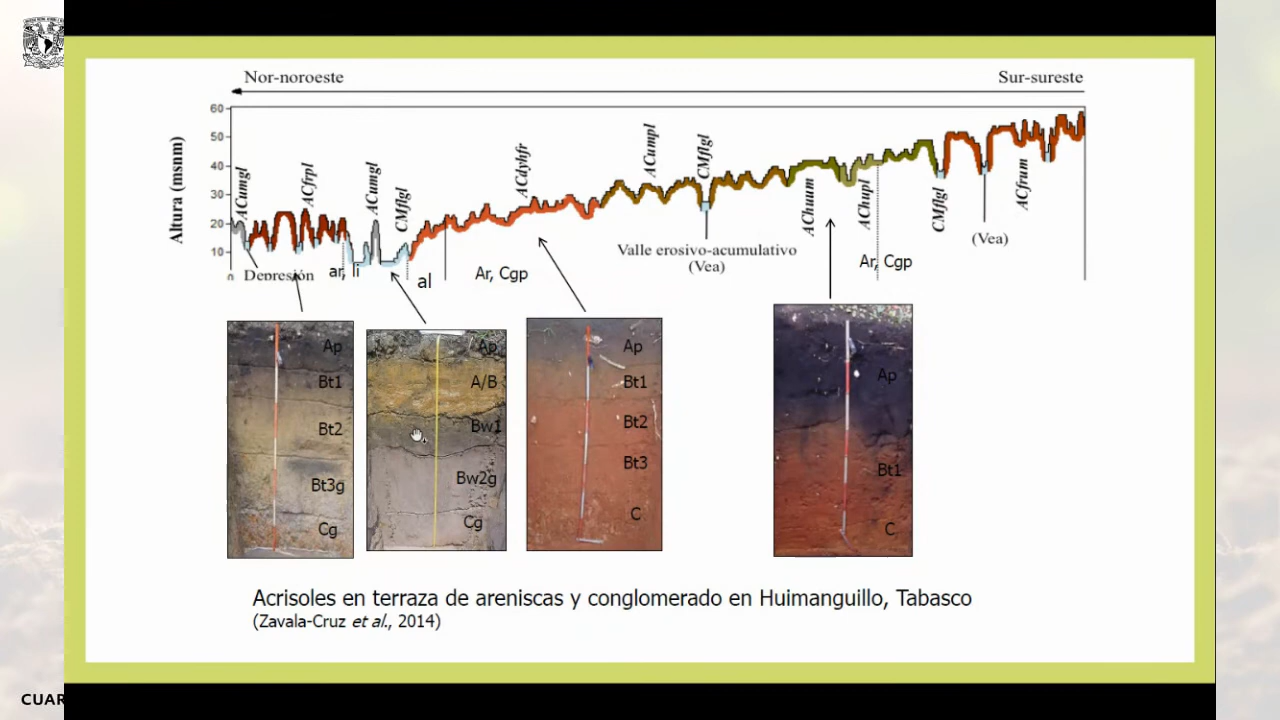 Nor-noroeste
Sur-sureste
Altura (msnm)
60
50
40
30
20
10
0
ACumgl
ACfrpl
ACumgl
CMflgl
ACdyhfr
ACumpl
CMflgl
AChuum
AChupl
CMflgl
ACfrum
Depresión
ar, li
al
Ar, Cgp
Valle erosivo-acumulativo
(Vea)
Ar, Cgp
(Vea)
Ap
Bt1
Bt2
Bt3g
Cg
Ap
A/B
Bw1
Bw2g
Cg
Ap
Bt1
Bt2
Bt3
C
Ap
Bt1
C
Acrisoles en terraza de areniscas y conglomerado en Huimanguillo, Tabasco
(Zavala-Cruz et al., 2014)
CUAR